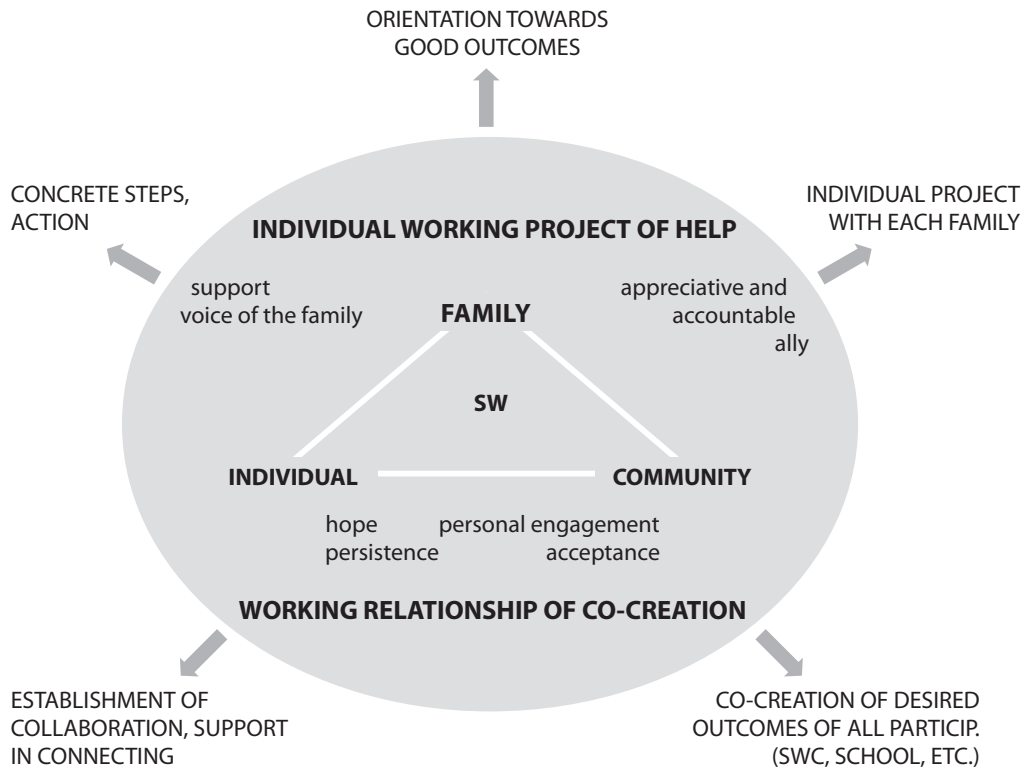 ORIENTATION TOWARDS
GOOD OUTCOMES
CONCRETE STEPS,
ACTION
INDIVIDUAL PROJECT
WITH EACH FAMILY
INDIVIDUAL WORKING PROJECT OF HELP
support
voice of the family
FAMILY
appreciative and
accountable
ally
SW
INDIVIDUAL
COMMUNITY
hope
persistence
personal engagement
acceptance
WORKING RELATIONSHIP OF CO-CREATION
ESTABLISHMENT OF
COLLABORATION, SUPPORT
IN CONNECTING
CO-CREATION OF DESIRED
OUTCOMES OF ALL PARTICIP.
(SWC, SCHOOL, ETC.)